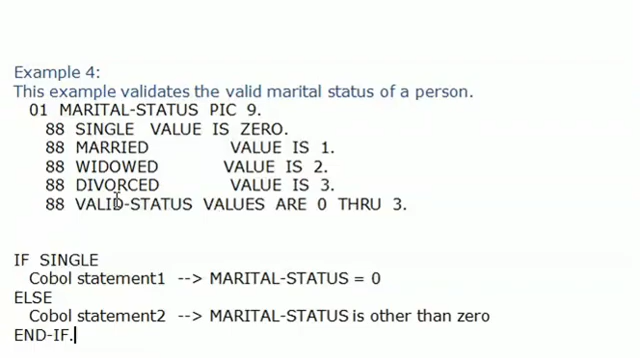 Example 4:
This example validates the valid marital status of a person.
01 MARITAL-STATUS PIC 9.
88 SINGLE VALUE IS ZERO.
88 MARRIED VALUE IS 1.
88 WIDOWED VALUE IS 2.
88 DIVORCED VALUE IS 3.
88 VALID-STATUS VALUES ARE 0 THRU 3.
IF SINGLE
Cobol statement1 --> MARITAL-STATUS = 0
ELSE
Cobol statement2 --> MARITAL-STATUS is other than zero
END-IF.